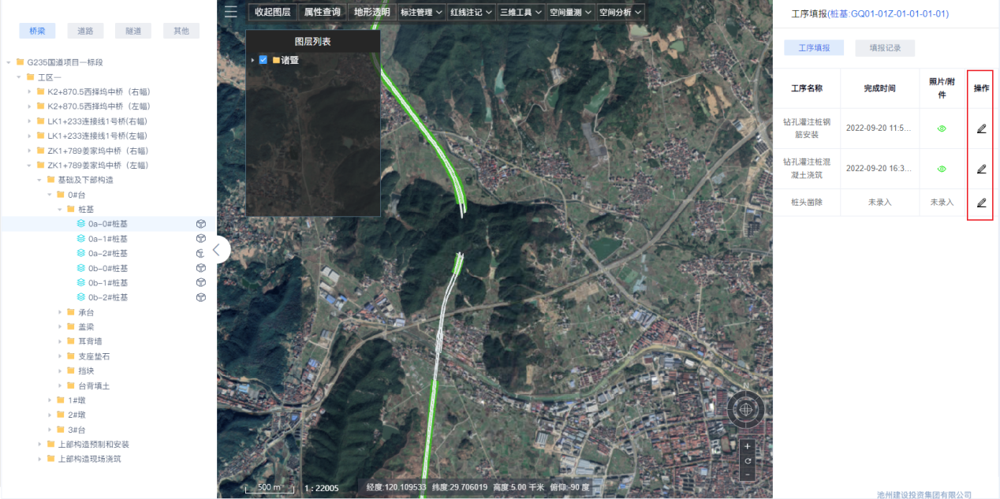 桥梁
道路
隧道
其他
G235国道项目一标段
工区一
K2+870.5西择坞中桥（右幅）
K2+870.5西择坞中桥（左幅）
LK1+233连接线1号桥(右幅)
LK1+233连接线1号桥(左幅)
ZK1+789姜家坞中桥（右幅）
ZK1+789姜家坞中桥（左幅）
基础及下部构造
0#台
桩基
0a-0#桩基
0a-1#桩基
0a-2#桩基
0b-0#桩基
0b-1#桩基
0b-2#桩基
承台
盖梁
耳背墙
支座垫石
挡块
台背填土
1#墩
2#墩
3#台
上部构造预制和安装
上部构造现场浇筑
收起图层
属性查询
地形透明
标注管理
红线注记
三维工具
空间量测
空间分析
图层列表
诸暨
N
500 m
1 : 22005
经度:120.109533 纬度:29.706019 高度:5.00 千米 俯仰:-90 度
工序填报(桩基:GQ01-01Z-01-01-01-01)
工序填报
填报记录
工序名称
完成时间
照片/附
件
操作
钻孔灌注桩钢
筋安装
2022-09-20 11:5...
钻孔灌注桩混
凝土浇筑
2022-09-20 16:3...
桩头凿除
未录入
未录入
池州建设投资集团有限公司